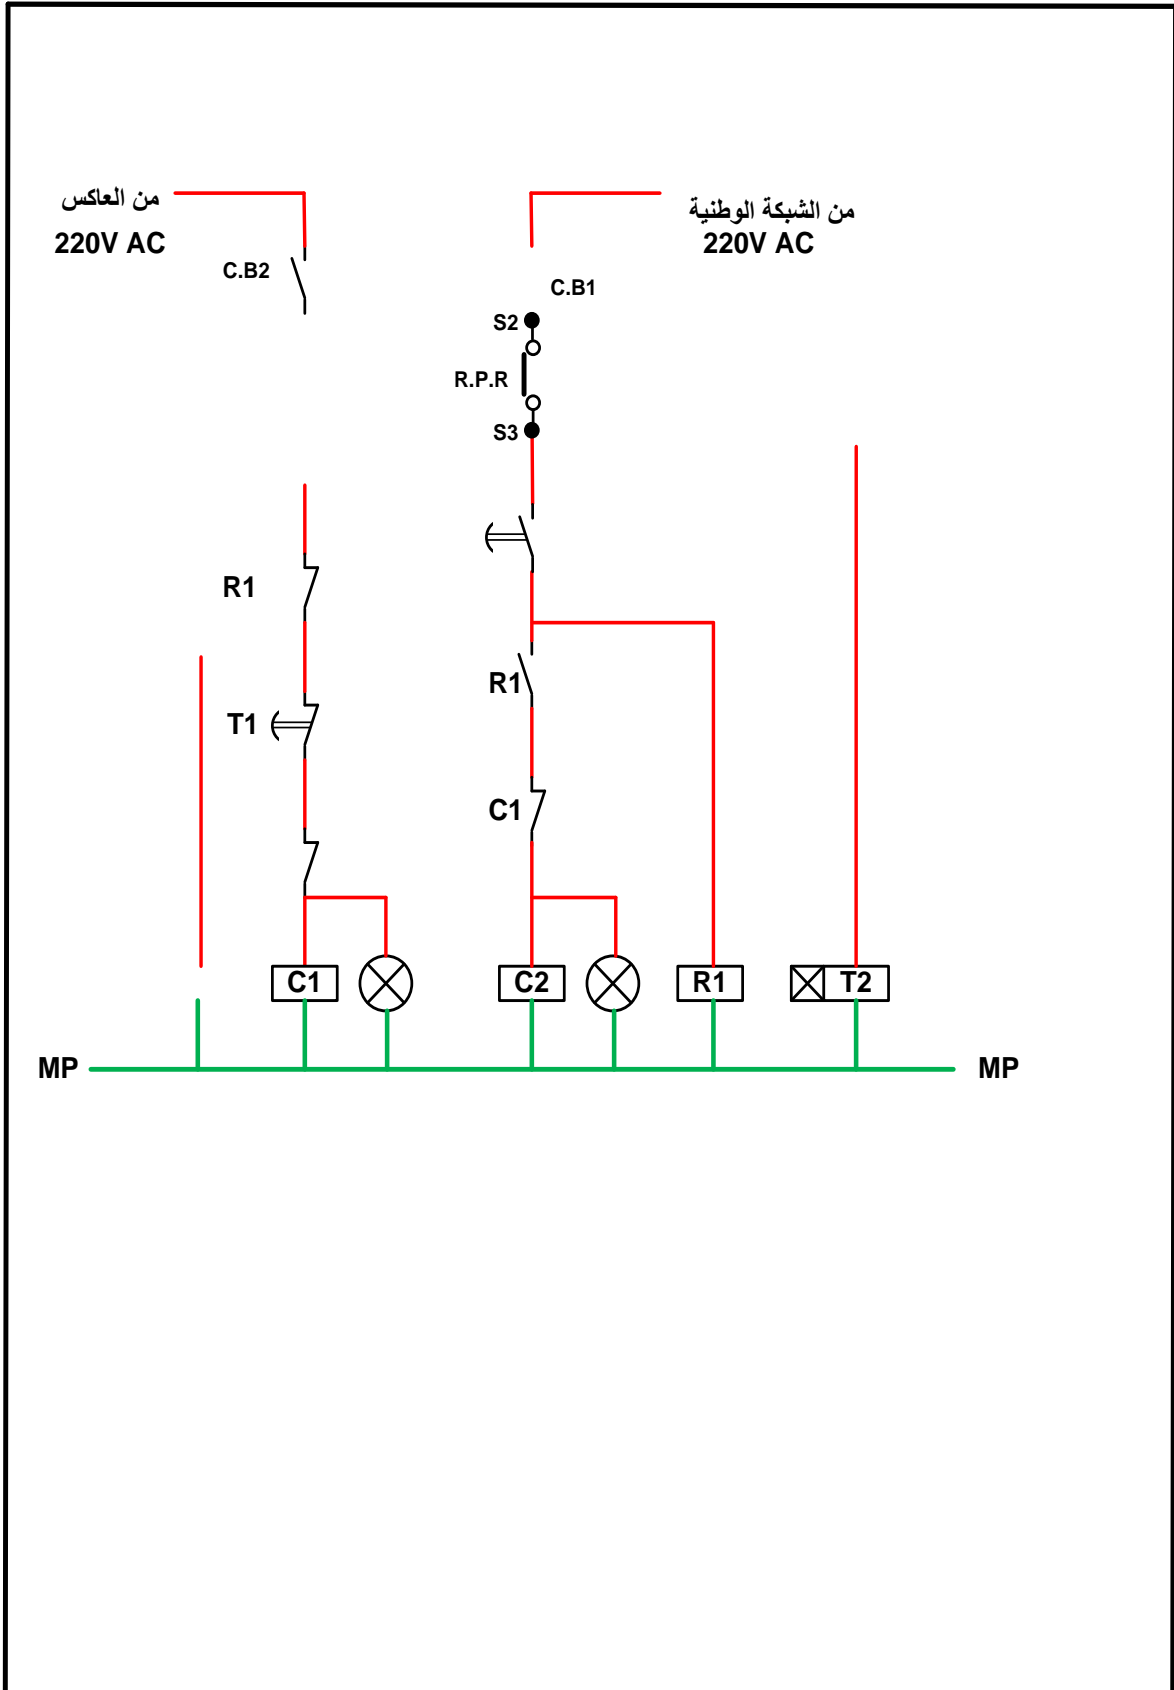 من العاكس
220V AC
من الشبكة الوطنية
220V AC
C.B2
C.B1
S2
R.P.R
S3
R1
R1
T1
C1
C1
C2
R1
T2
MP
MP